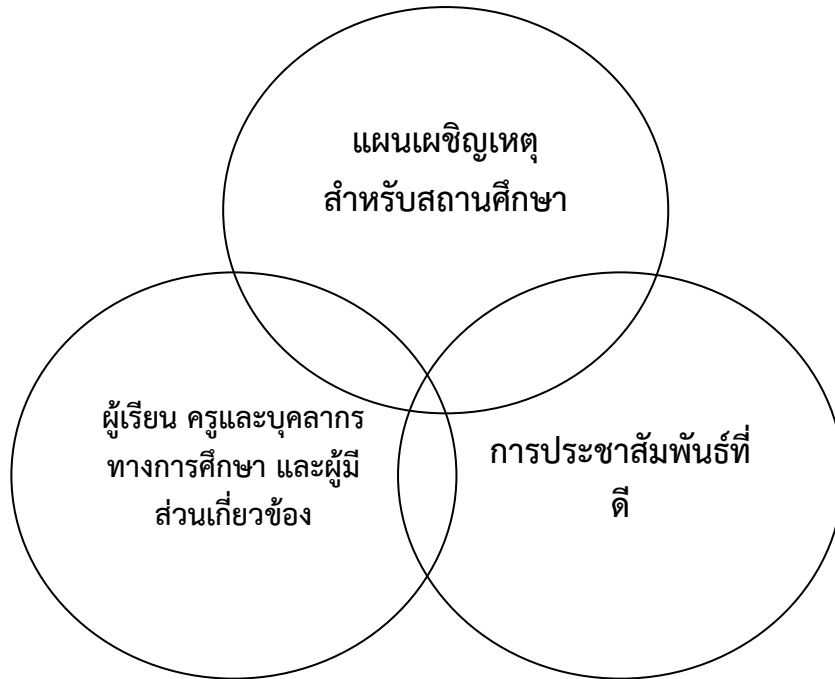 แผนเผชิญเหตุ
สำหรับสถานศึกษา
ผู้เรียน ครูและบุคลากร
ทางการศึกษา และผู้มี
ส่วนเกี่ยวข้อง
การประชาสัมพันธ์ที่
ดี